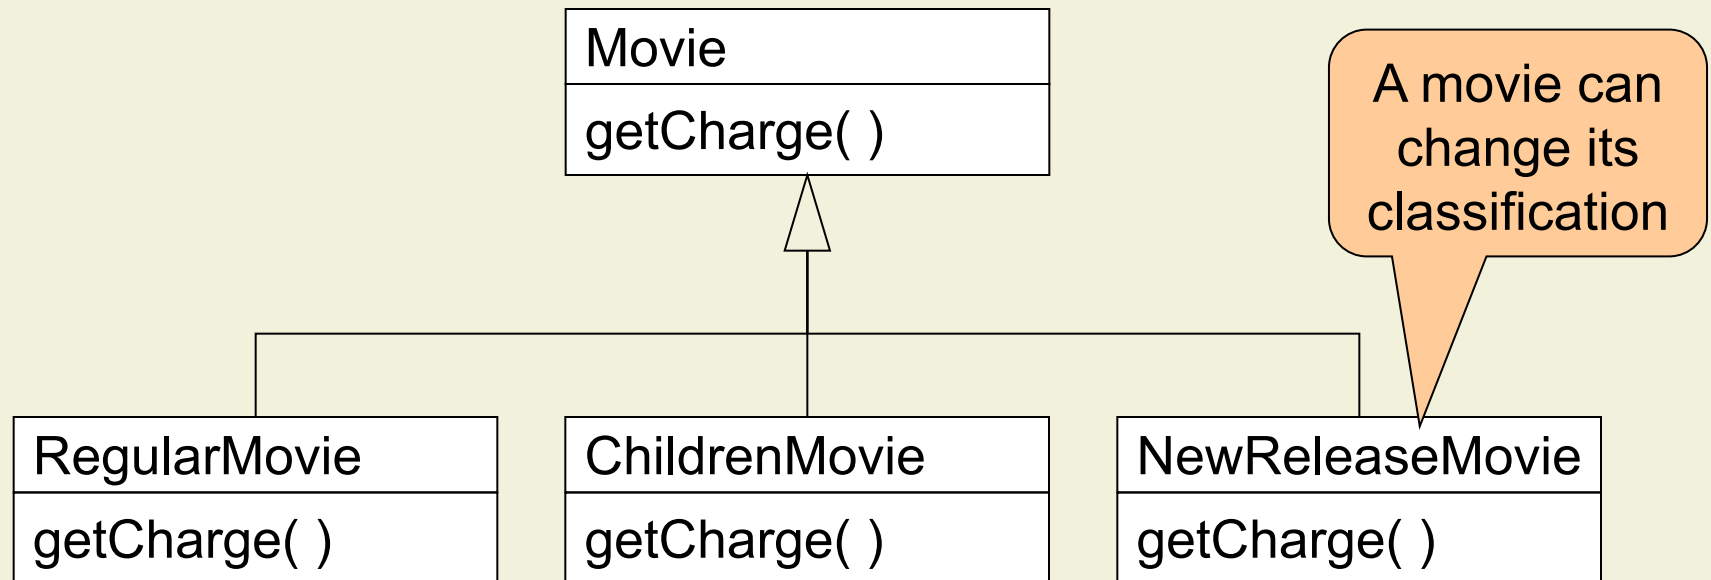 Movie
getCharge( )
A movie can
change its
classification
RegularMovie
getCharge( )
ChildrenMovie
getCharge( )
NewReleaseMovie
getCharge( )